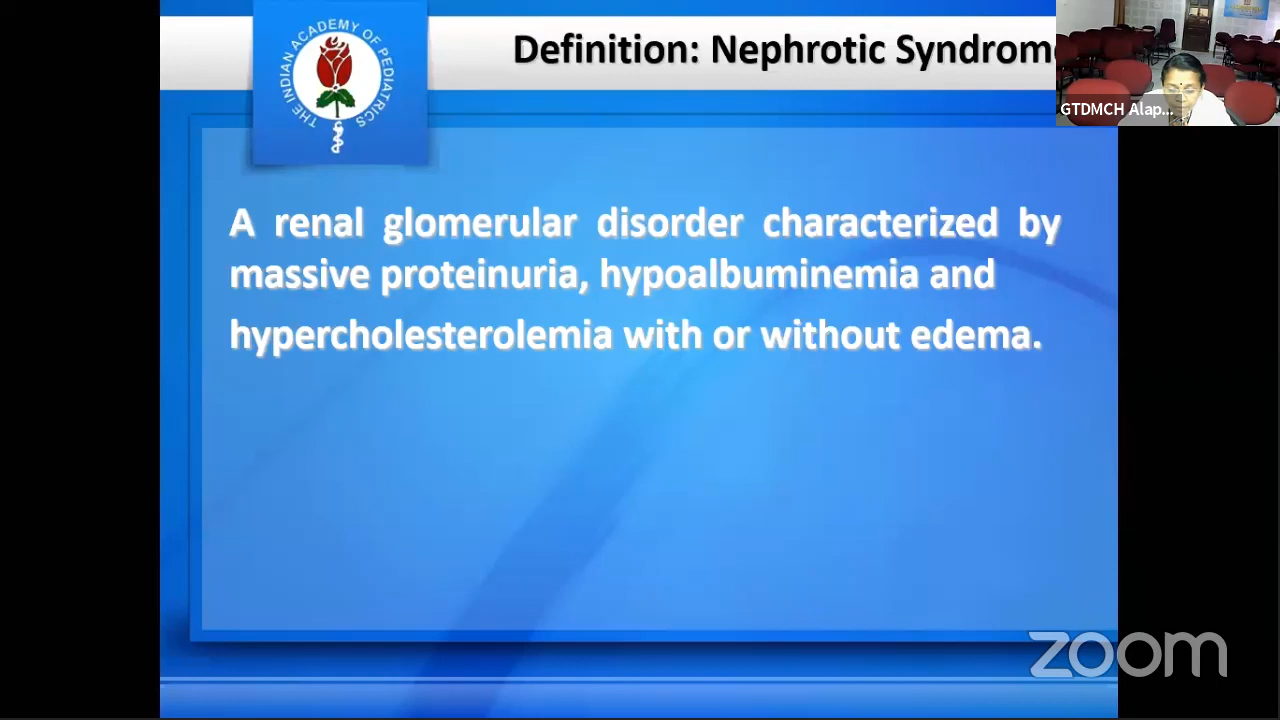 THE INDIAN ACADEMY OF PEDIATRICS
Definition: Nephrotic Syndrome
GTDMCH Alap...
A renal glomerular disorder characterized by
massive proteinuria, hypoalbuminemia and
hypercholesterolemia with or without edema.
zoom